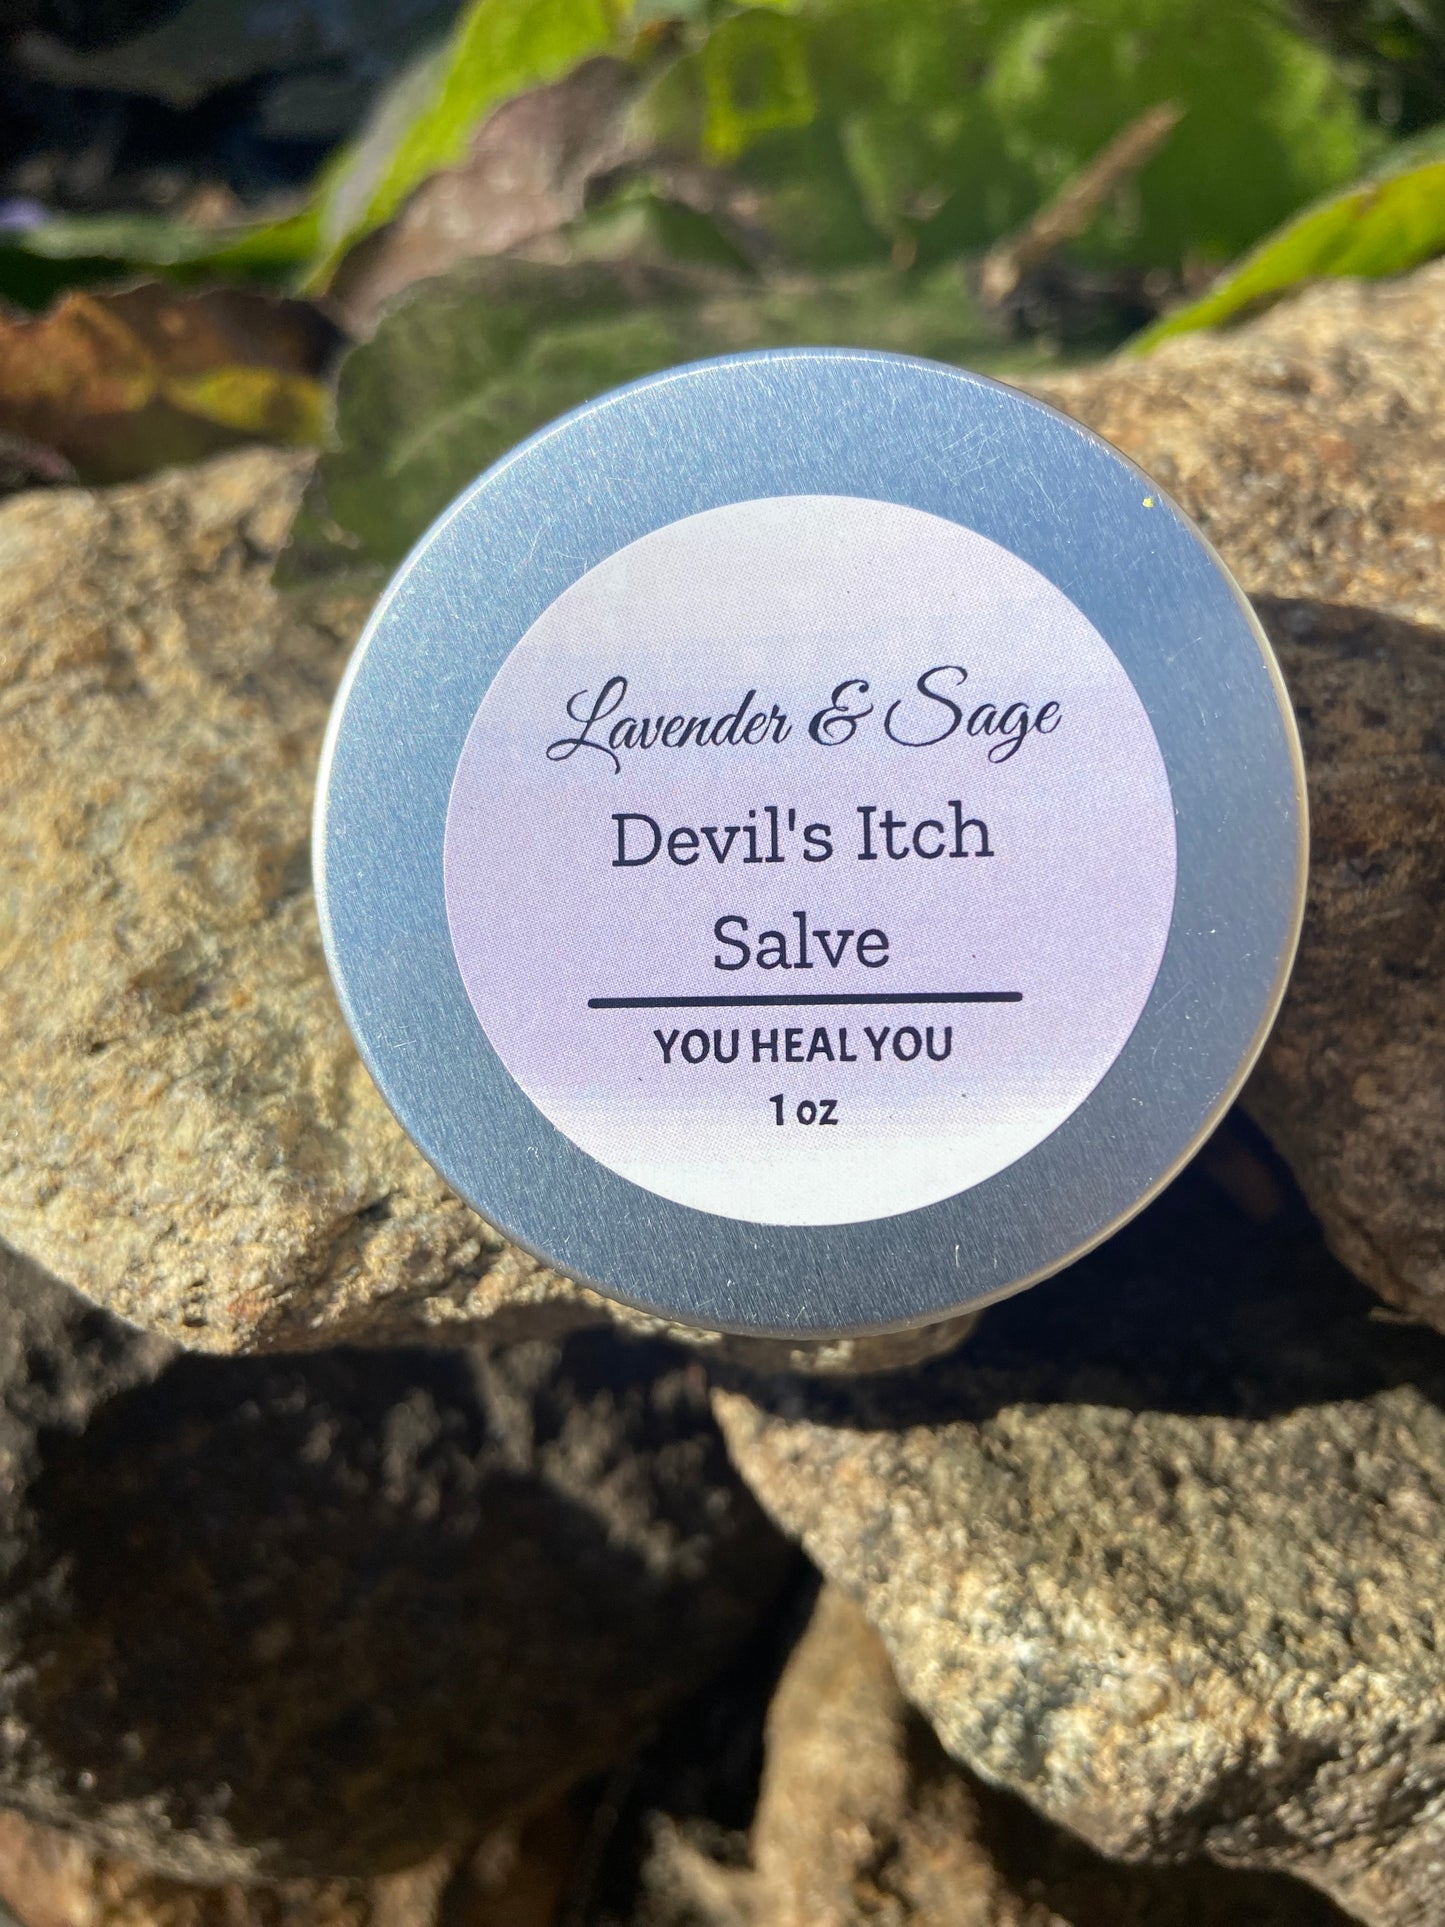 Lavender & Sage
Devil's Itch
Salve
YOU HEAL YOU
1 oz